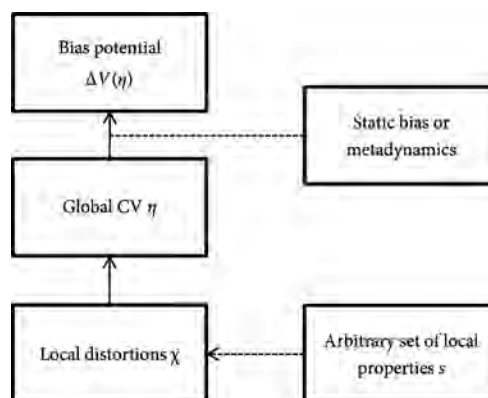 Bias potential
ΔV(η)
Static bias or
metadynamics
Global CV η
Local distortions χ
Arbitrary set of local
properties s